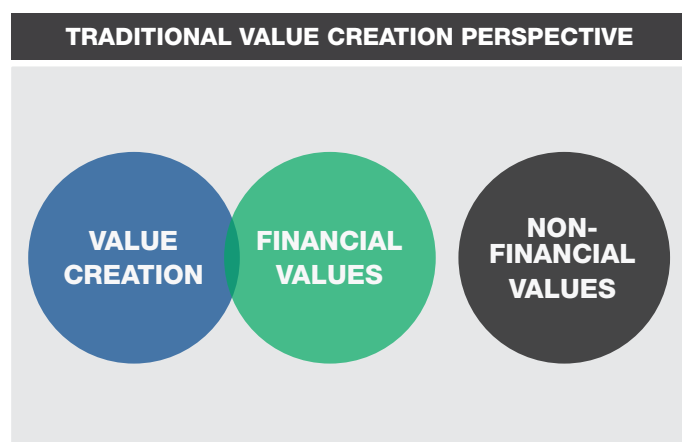 TRADITIONAL VALUE CREATION PERSPECTIVE
VALUE
CREATION
FINANCIAL
VALUES
NON-
FINANCIAL
VALUES